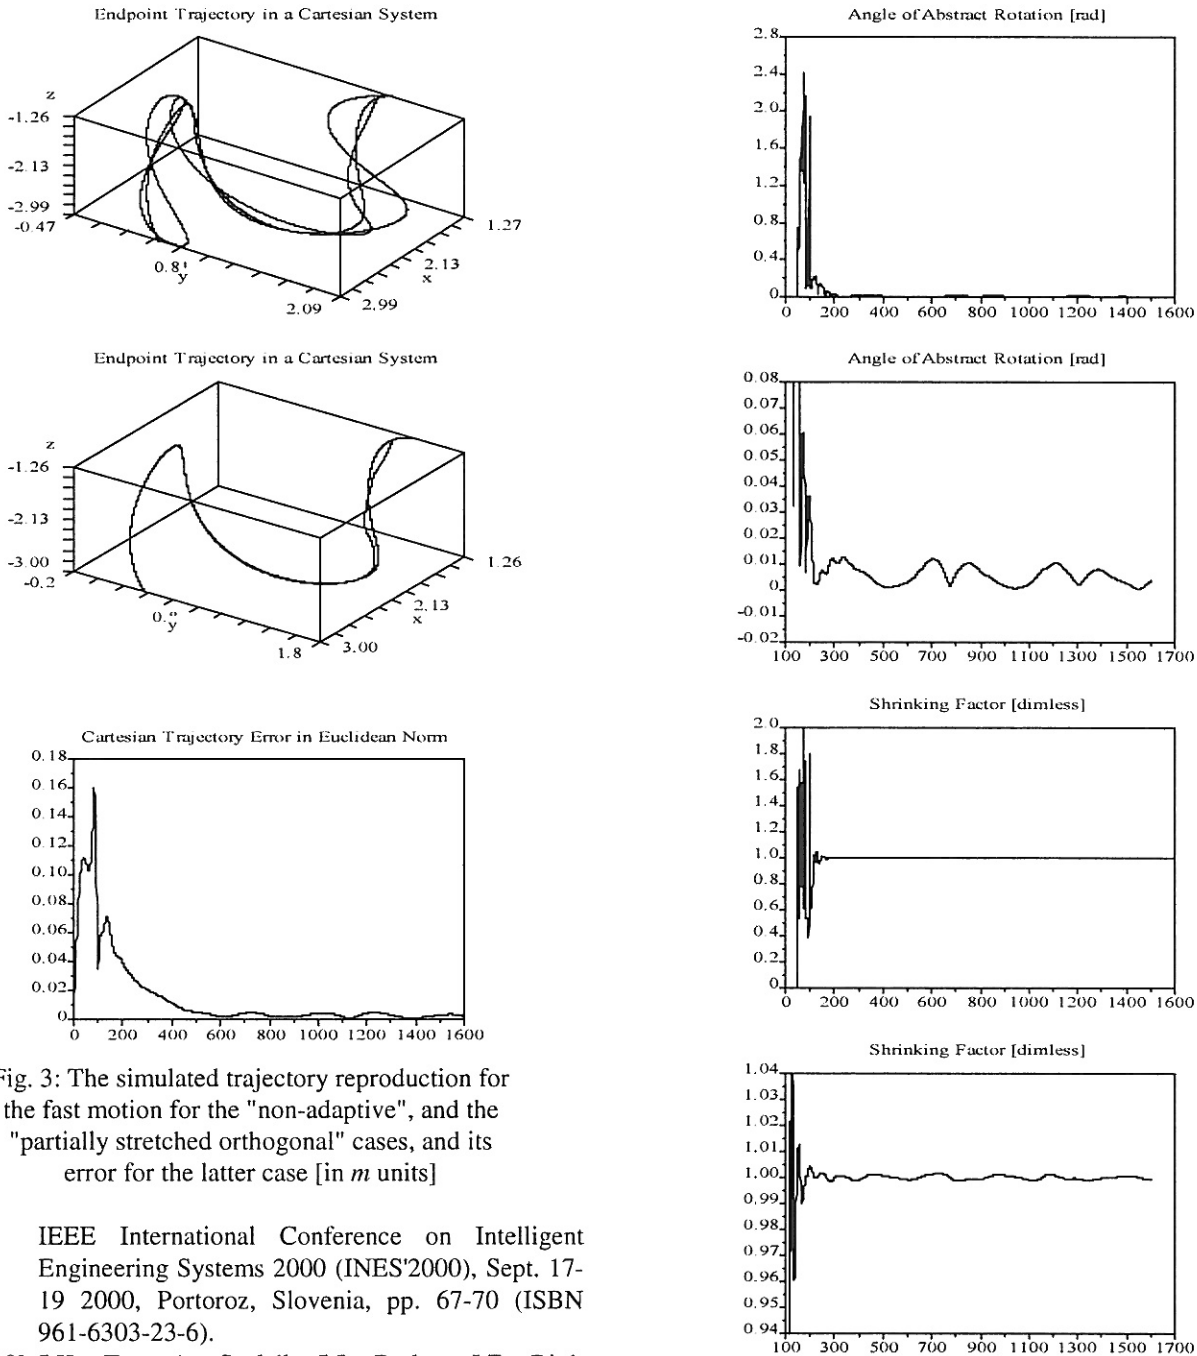 Endpoint Trajectory in a Cartesian System
z
-1.26
-2.13
-2.99
-0.47
0.8
y
2.09
2.99
x
2.13
1.27
Endpoint Trajectory in a Cartesian System
z
-1.26
-2.13
-3.00
-0.2
y
1.8
3.00
x
2.13
1.26
Cartesian Trajectory Error in Euclidean Norm
0.18
0.16
0.14
0.12
0.10
0.08
0.06
0.04
0.02
0
0 200 400 600 800 1000 1200 1400 1600
Fig. 3: The simulated trajectory reproduction for
the fast motion for the "non-adaptive", and the
"partially stretched orthogonal" cases, and its
error for the latter case [in m units]
IEEE International Conference on Intelligent
Engineering Systems 2000 (INES'2000), Sept. 17-
19 2000, Portoroz, Slovenia, pp. 67-70 (ISBN
961-6303-23-6).
Angle of Abstract Rotation [rad]
2.8
2.4
2.0
1.6
1.2
0.8
0.4
0
0 200 400 600 800 1000 1200 1400 1600
Angle of Abstract Rotation [rad]
0.08
0.07
0.06
0.05
0.04
0.03
0.02
0.01
0
-0.01
-0.02
100 300 500 700 900 1100 1300 1500 1700
Shrinking Factor [dimless]
2.0
1.8
1.6
1.4
1.2
1.0
0.8
0.6
0.4
0.2
0
0 200 400 600 800 1000 1200 1400 1600
Shrinking Factor [dimless]
1.04
1.03
1.02
1.01
1.00
0.99
0.98
0.97
0.96
0.95
0.94
100 300 500 700 900 1100 1300 1500 1700